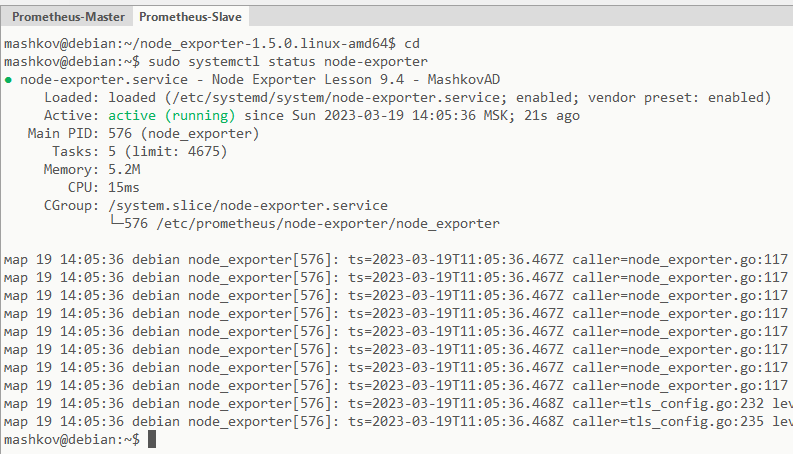 Prometheus-Master Prometheus-Slave
mashkov@debian:~/node_exporter-1.5.0.linux-amd64$ cd
mashkov@debian:~$ sudo systemctl status node-exporter
● node-exporter.service - Node Exporter Lesson 9.4 - MashkovAD
     Loaded: loaded (/etc/systemd/system/node-exporter.service; enabled; vendor preset: enabled)
     Active: active (running) since Sun 2023-03-19 14:05:36 MSK; 21s ago
   Main PID: 576 (node_exporter)
      Tasks: 5 (limit: 4675)
     Memory: 5.2M
        CPU: 15ms
     CGroup: /system.slice/node-exporter.service
             └─576 /etc/prometheus/node-exporter/node_exporter
мар 19 14:05:36 debian node_exporter[576]: ts=2023-03-19T11:05:36.467Z caller=node_exporter.go:117
мар 19 14:05:36 debian node_exporter[576]: ts=2023-03-19T11:05:36.467Z caller=node_exporter.go:117
мар 19 14:05:36 debian node_exporter[576]: ts=2023-03-19T11:05:36.467Z caller=node_exporter.go:117
мар 19 14:05:36 debian node_exporter[576]: ts=2023-03-19T11:05:36.467Z caller=node_exporter.go:117
мар 19 14:05:36 debian node_exporter[576]: ts=2023-03-19T11:05:36.467Z caller=node_exporter.go:117
мар 19 14:05:36 debian node_exporter[576]: ts=2023-03-19T11:05:36.467Z caller=node_exporter.go:117
мар 19 14:05:36 debian node_exporter[576]: ts=2023-03-19T11:05:36.467Z caller=node_exporter.go:117
мар 19 14:05:36 debian node_exporter[576]: ts=2023-03-19T11:05:36.467Z caller=node_exporter.go:117
мар 19 14:05:36 debian node_exporter[576]: ts=2023-03-19T11:05:36.468Z caller=tls_config.go:232 lev
мар 19 14:05:36 debian node_exporter[576]: ts=2023-03-19T11:05:36.468Z caller=tls_config.go:235 lev
mashkov@debian:~$